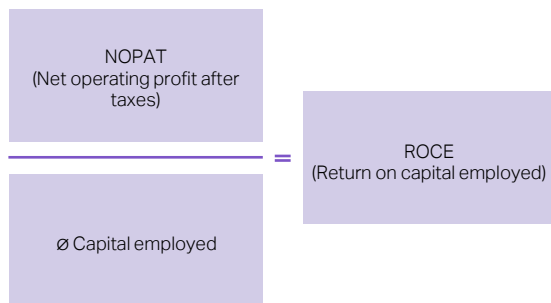 NOPAT
(Net operating profit after
taxes)
=
ROCE
(Return on capital employed)
Ø Capital employed